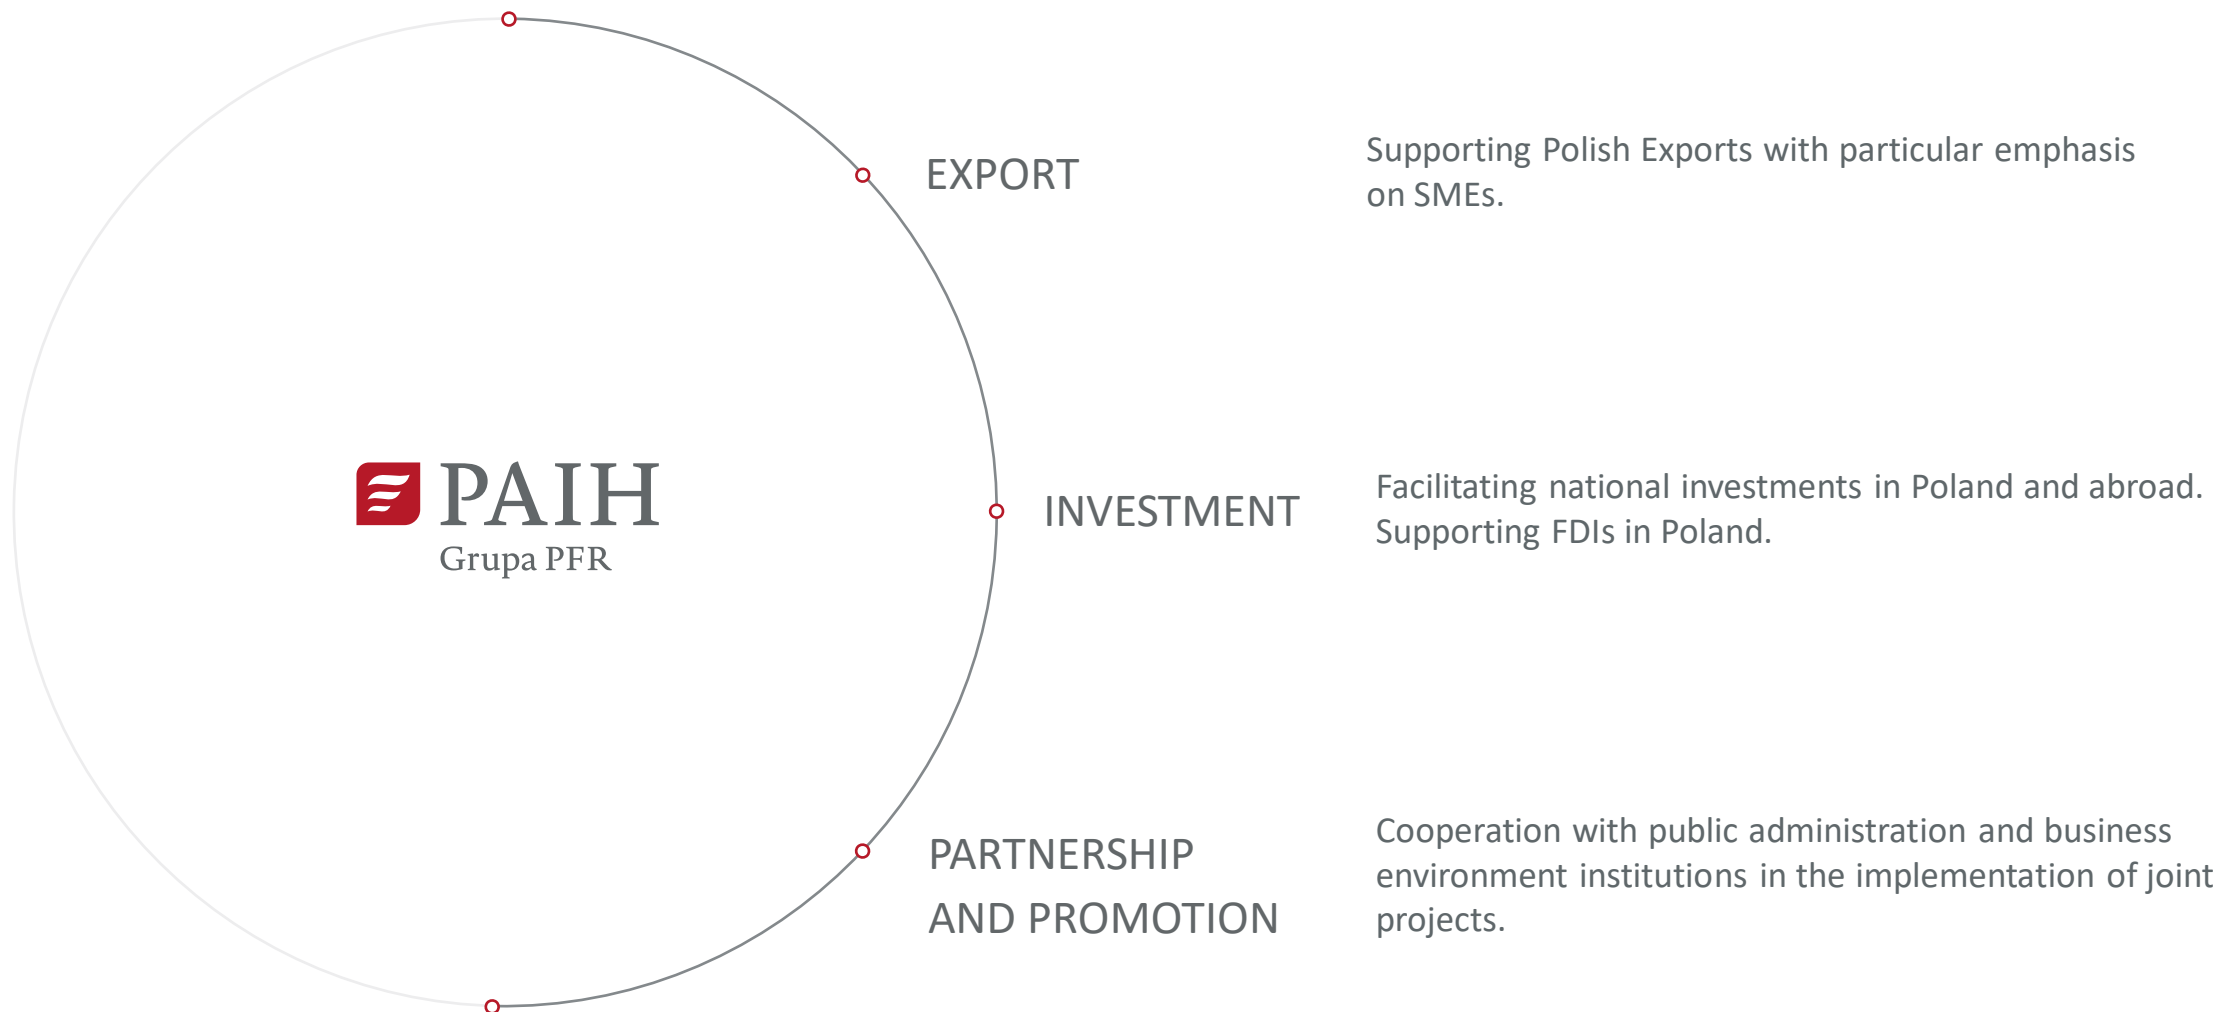 EXPORT
Supporting Polish Exports with particular emphasis
on SMEs.
PAIH
Grupa PFR
INVESTMENT
Facilitating national investments in Poland and abroad.
Supporting FDIs in Poland.
PARTNERSHIP
AND PROMOTION
Cooperation with public administration and business
environment institutions in the implementation of joint
projects.